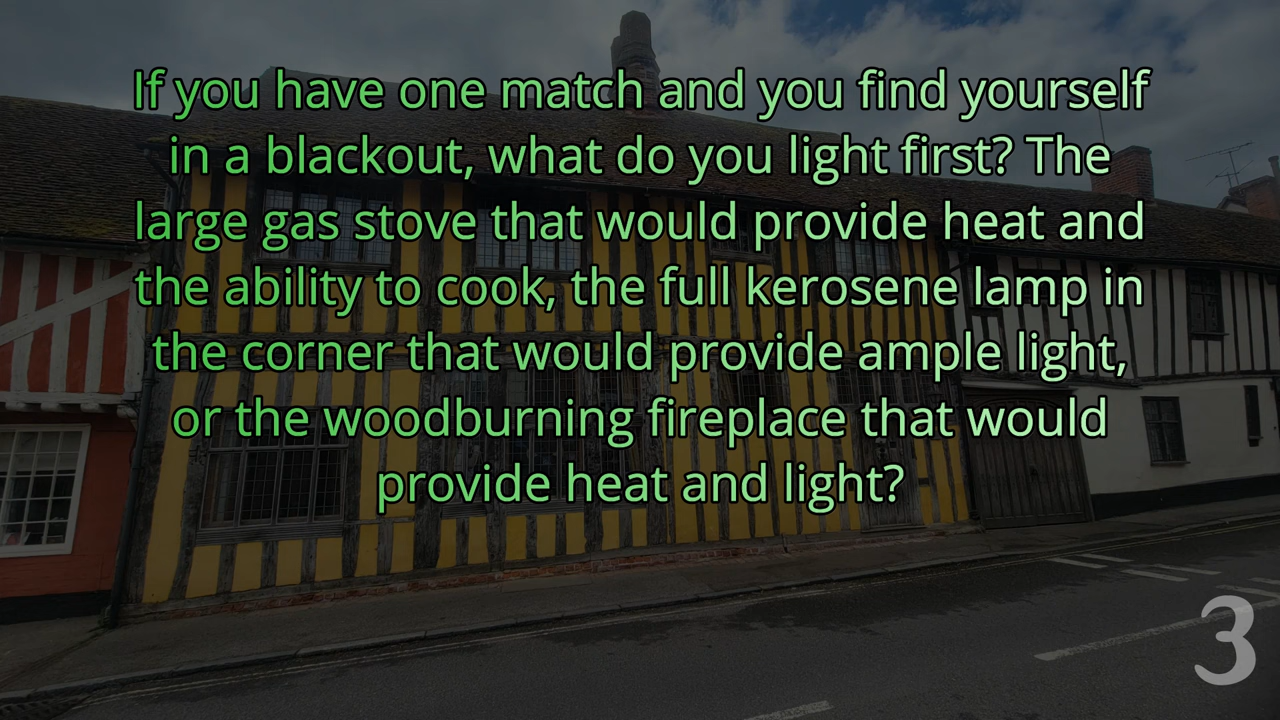 If you have one match and you find yourself
in a blackout, what do you light first? The
large gas stove that would provide heat and
the ability to cook, the full kerosene lamp in
the corner that would provide ample light,
or the woodburning fireplace that would
provide heat and light?
3